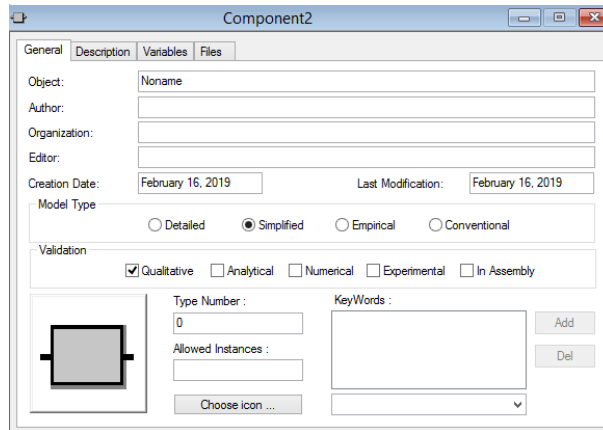 Component2
General Description Variables Files
Object: Noname
Author:
Organization:
Editor:
Creation Date: February 16, 2019 Last Modification: February 16, 2019
Model Type
Detailed Simplified Empirical Conventional
Validation
Qualitative Analytical Numerical Experimental In Assembly
Type Number : KeyWords :
0 Add
Allowed Instances :
Del
Choose icon ...